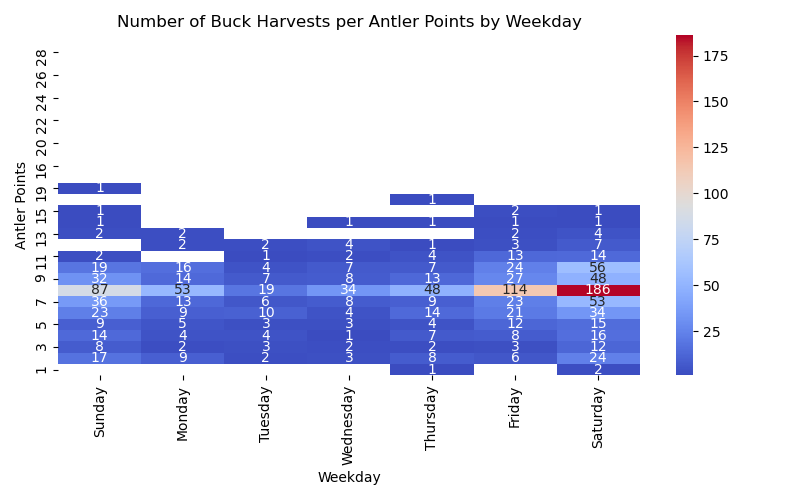 Number of Buck Harvests per Antler Points by Weekday
Antler Points
28
26
24
22
20
16
19
15
13
11
9
7
5
3
1
1
1
1 2 1
1 1 1 1 1
2 2 2 4
2 2 4 1 3 7
2 1 2 4 13 14
19 16 4 7 7 24 56
32 14 7 8 13 27 48
87 53 19 34 48 114 186
36 13 6 8 9 23 53
23 9 10 4 14 21 34
9 5 3 3 4 12 15
14 4 4 1 7 8 16
8 2 3 2 2 3 12
17 9 2 3 8 6 24
1 2
Sunday
Monday
Tuesday
Wednesday
Thursday
Friday
Saturday
Weekday
175
150
125
100
75
50
25